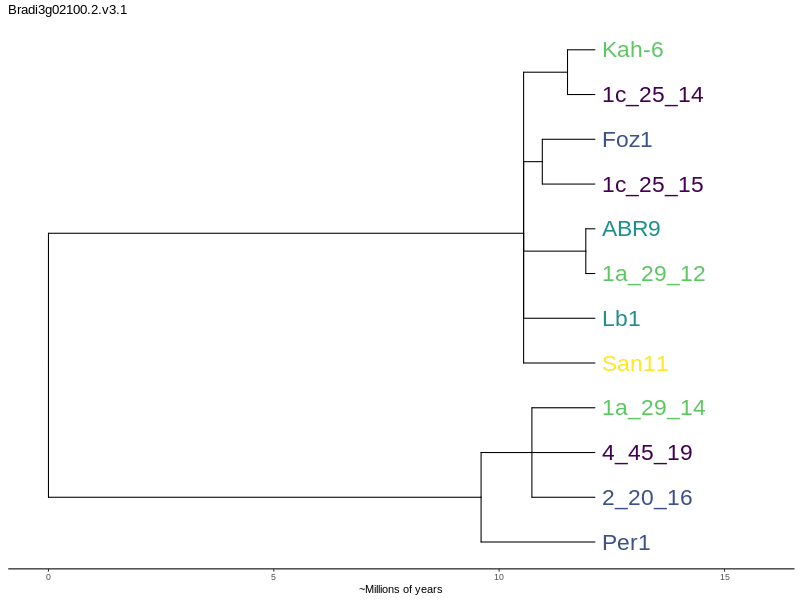 Bradi3g02100.2.v3.1
Kah-6
1c_25_14
Foz1
1c_25_15
ABR9
1a_29_12
Lb1
San11
1a_29_14
4_45_19
2_20_16
Per1
0 5 10 15
~Millions of years